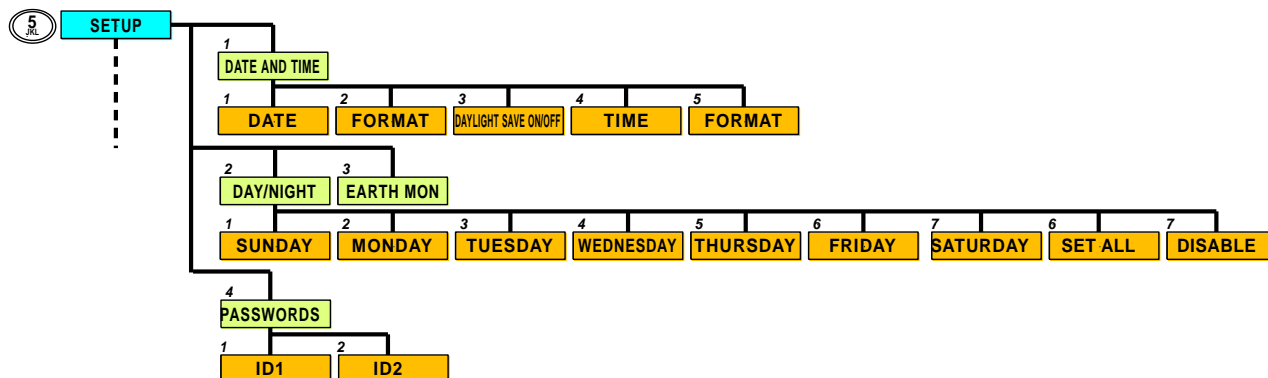 5 SETUP
JKL
1
DATE AND TIME
1 2 3 4 5
DATE FORMAT DAYLIGHT SAVE ON/OFF TIME FORMAT
2 3
DAY/NIGHT EARTH MON
1 2 3 4 5 6 7 6 7
SUNDAY MONDAY TUESDAY WEDNESDAY THURSDAY FRIDAY SATURDAY SET ALL DISABLE
4
PASSWORDS
1 2
ID1 ID2